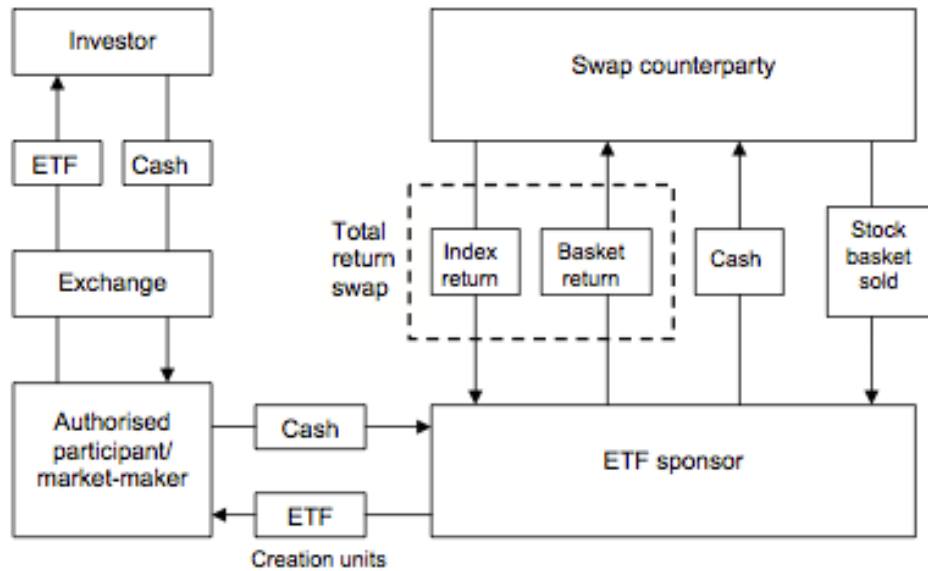 Investor
Swap counterparty
ETF
Cash
Total
return
swap
Index
return
Basket
return
Cash
Stock
basket
sold
Exchange
Authorised
participant/
market-maker
Cash
ETF sponsor
ETF
Creation units